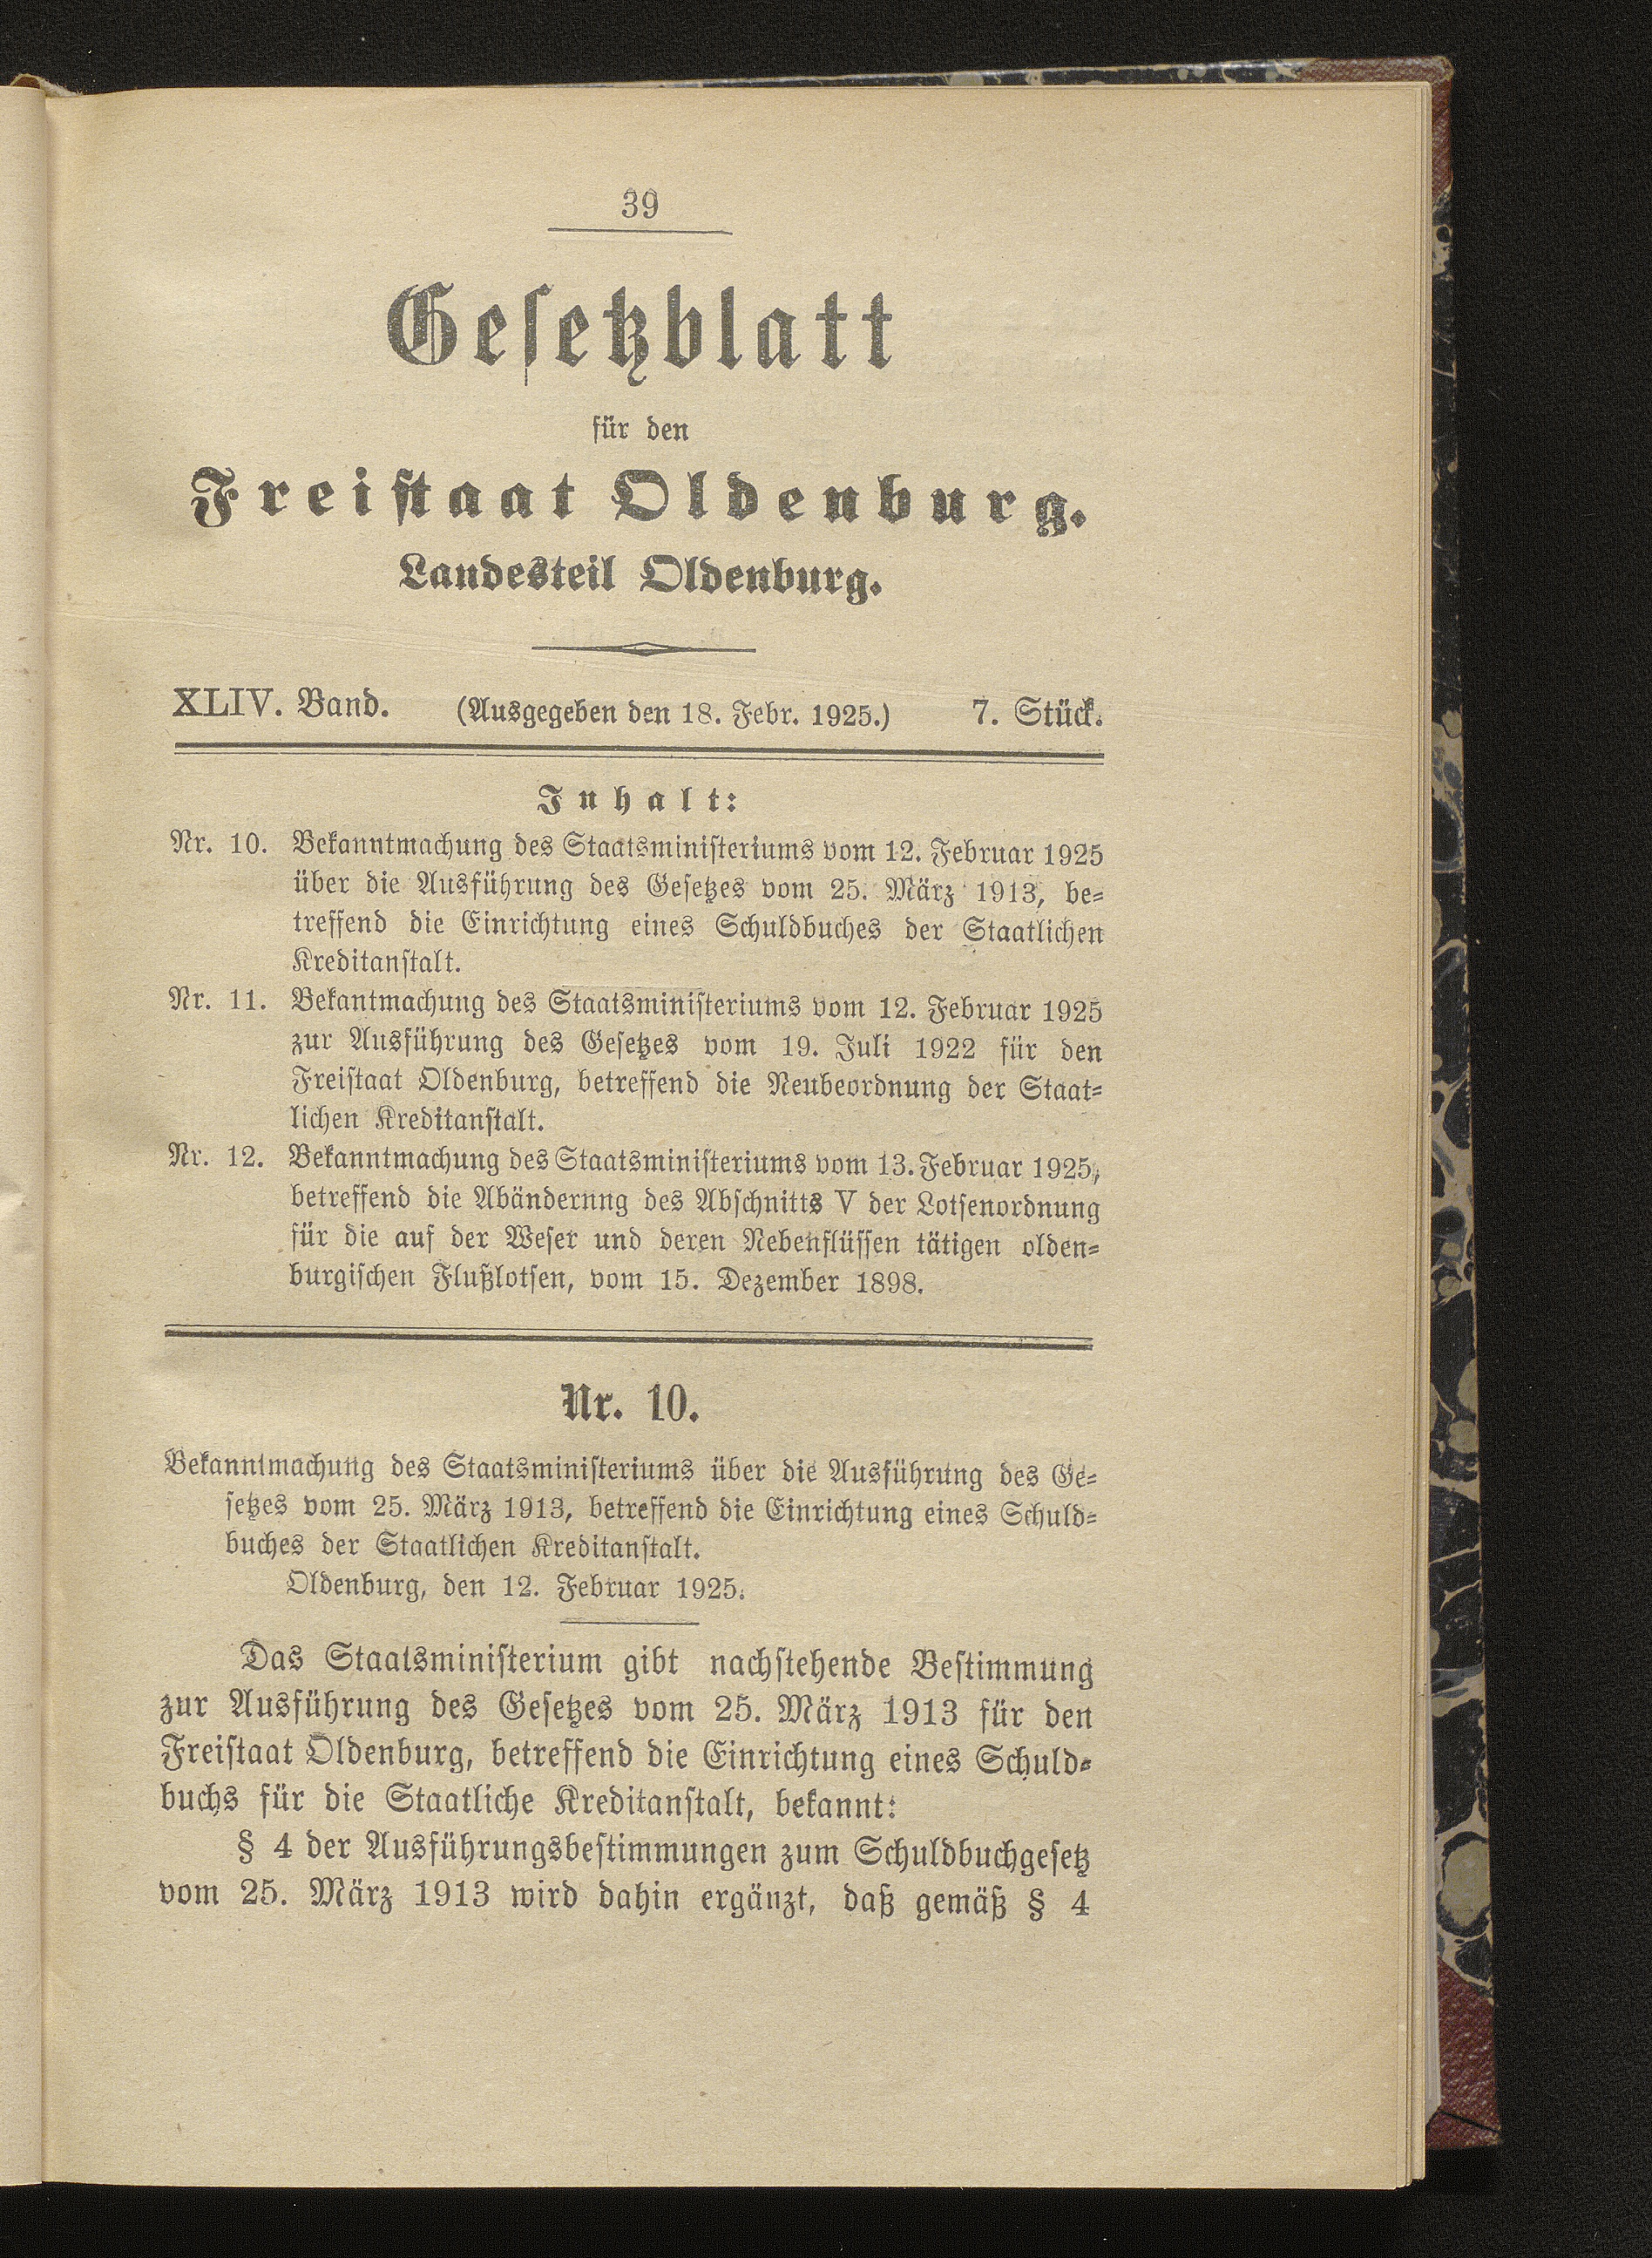 39
Gesetzblatt
für den
Freistaat Oldenburg.
Landesteil Oldenburg.
XLIV. Band. (Ausgegeben den 18. Febr. 1925.) 7. Stück.
Inhalt:
Nr. 10. Bekanntmachung des Staatsministeriums vom 12. Februar 1925
über die Ausführung des Gesetzes vom 25. März 1913, be-
treffend die Einrichtung eines Schuldbuches der Staatlichen
Kreditanstalt.
Nr. 11. Bekantmachung des Staatsministeriums vom 12. Februar 1925
zur Ausführung des Gesetzes vom 19. Juli 1922 für den
Freistaat Oldenburg, betreffend die Neubeordnung der Staat-
lichen Kreditanstalt.
Nr. 12. Bekanntmachung des Staatsministeriums vom 13. Februar 1925,
betreffend die Abändernng des Abschnitts V der Lotsenordnung
für die auf der Weser und deren Nebenflüssen tätigen olden-
burgischen Flußlotsen, vom 15. Dezember 1898.
Nr. 10.
Bekanntmachung des Staatsministeriums über die Ausführung des Ge-
setzes vom 25. März 1913, betreffend die Einrichtung eines Schuld-
buches der Staatlichen Kreditanstalt.
Oldenburg, den 12. Februar 1925.
Das Staatsministerium gibt nachstehende Bestimmung
zur Ausführung des Gesetzes vom 25. März 1913 für den
Freistaat Oldenburg, betreffend die Einrichtung eines Schuld-
buchs für die Staatliche Kreditanstalt, bekannt:
§ 4 der Ausführungsbestimmungen zum Schuldbuchgesetz
vom 25. März 1913 wird dahin ergänzt, daß gemäß § 4